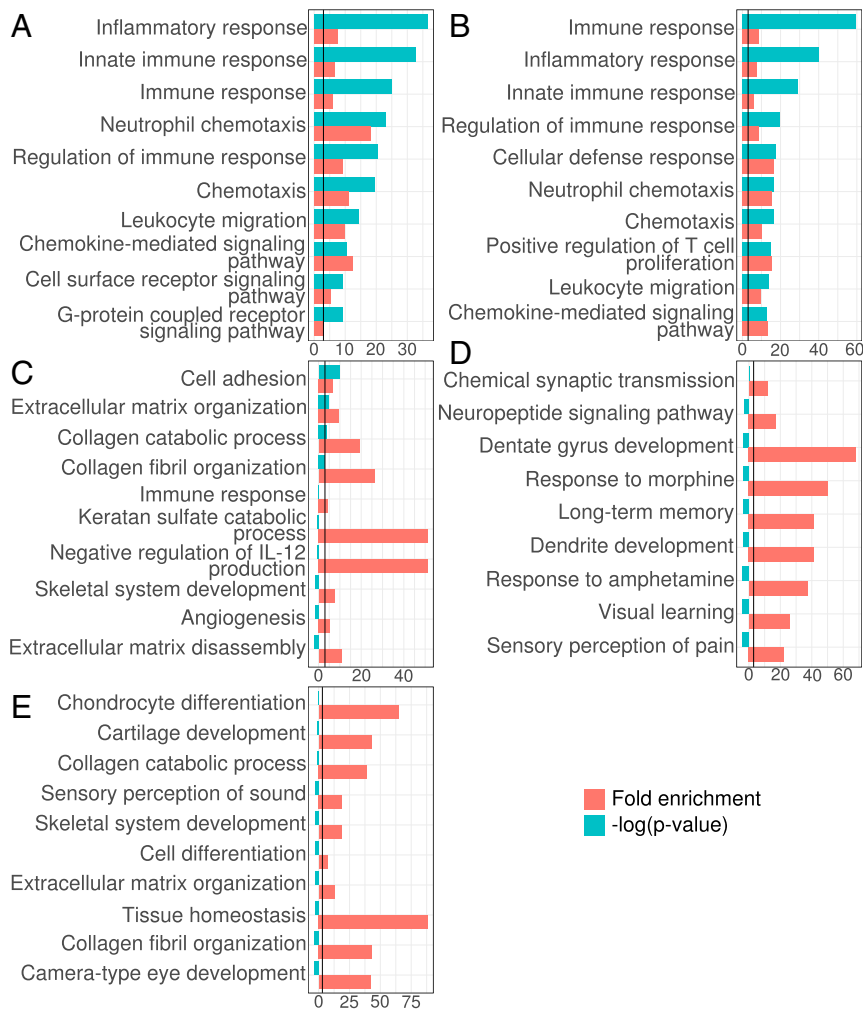 A
Inflammatory response
Innate immune response
Immune response
Neutrophil chemotaxis
Regulation of immune response
Chemotaxis
Leukocyte migration
Chemokine-mediated signaling
pathway
Cell surface receptor signaling
pathway
G-protein coupled receptor
signaling pathway
0 10 20 30
B
Immune response
Inflammatory response
Innate immune response
Regulation of immune response
Cellular defense response
Neutrophil chemotaxis
Chemotaxis
Positive regulation of T cell
proliferation
Leukocyte migration
Chemokine-mediated signaling
pathway
0 20 40 60
C
Cell adhesion
Extracellular matrix organization
Collagen catabolic process
Collagen fibril organization
Immune response
Keratan sulfate catabolic
process
Negative regulation of IL-12
production
Skeletal system development
Angiogenesis
Extracellular matrix disassembly
0 20 40
D
Chemical synaptic transmission
Neuropeptide signaling pathway
Dentate gyrus development
Response to morphine
Long-term memory
Dendrite development
Response to amphetamine
Visual learning
Sensory perception of pain
0 20 40 60
E
Chondrocyte differentiation
Cartilage development
Collagen catabolic process
Sensory perception of sound
Skeletal system development
Cell differentiation
Extracellular matrix organization
Tissue homeostasis
Collagen fibril organization
Camera-type eye development
0 25 50 75
Fold enrichment
-log(p-value)